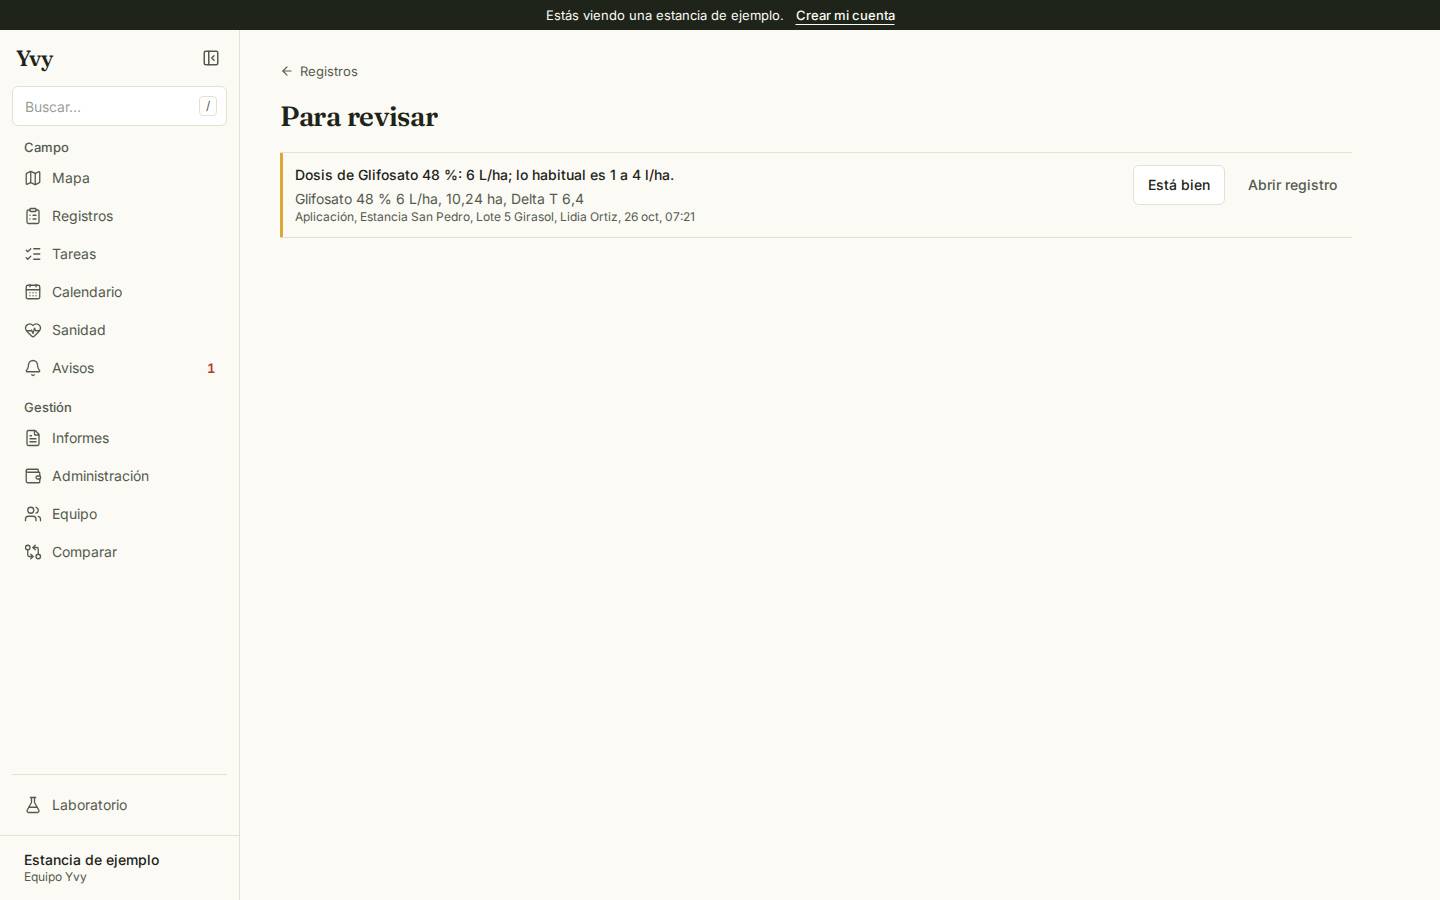 Estás viendo una estancia de ejemplo. Crear mi cuenta
Yvy
Buscar...
/
Campo
Mapa
Registros
Tareas
Calendario
Sanidad
Avisos 1
Gestión
Informes
Administración
Equipo
Comparar
Laboratorio
Estancia de ejemplo
Equipo Yvy
Registros
Para revisar
Dosis de Glifosato 48 %: 6 L/ha; lo habitual es 1 a 4 l/ha.
Glifosato 48 % 6 L/ha, 10,24 ha, Delta T 6,4
Aplicación, Estancia San Pedro, Lote 5 Girasol, Lidia Ortiz, 26 oct, 07:21
Está bien
Abrir registro